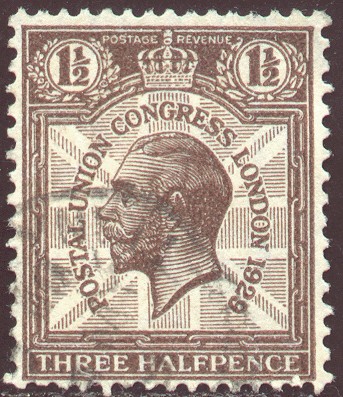 POSTAGE REVENUE
1½ 1½
POSTAL UNION CONGRESS LONDON 1929
THREE HALFPENCE